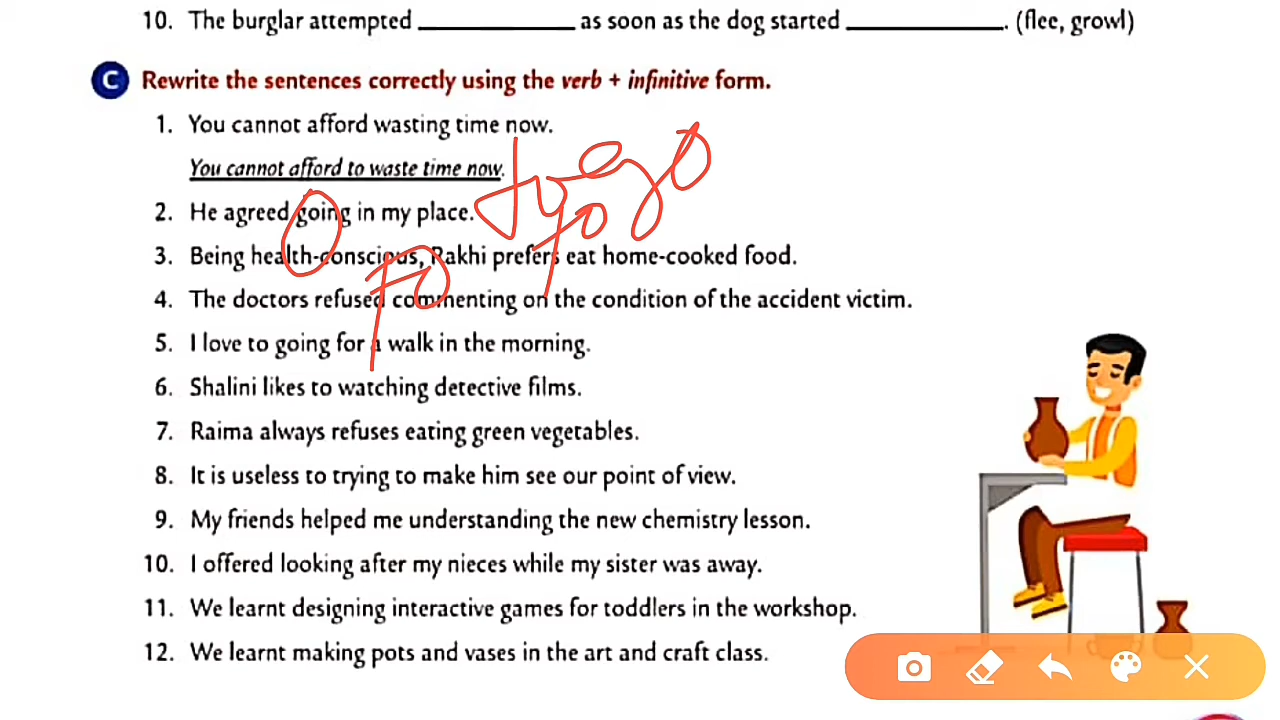 10. The burglar attempted ____________ as soon as the dog started ____________. (flee, growl)
C Rewrite the sentences correctly using the verb + infinitive form.
1. You cannot afford wasting time now.
You cannot afford to waste time now.
2. He agreed going in my place.
3. Being health-conscious, Rakhi prefers eat home-cooked food.
4. The doctors refused commenting on the condition of the accident victim.
5. I love to going for a walk in the morning.
6. Shalini likes to watching detective films.
7. Raima always refuses eating green vegetables.
8. It is useless to trying to make him see our point of view.
9. My friends helped me understanding the new chemistry lesson.
10. I offered looking after my nieces while my sister was away.
11. We learnt designing interactive games for toddlers in the workshop.
12. We learnt making pots and vases in the art and craft class.